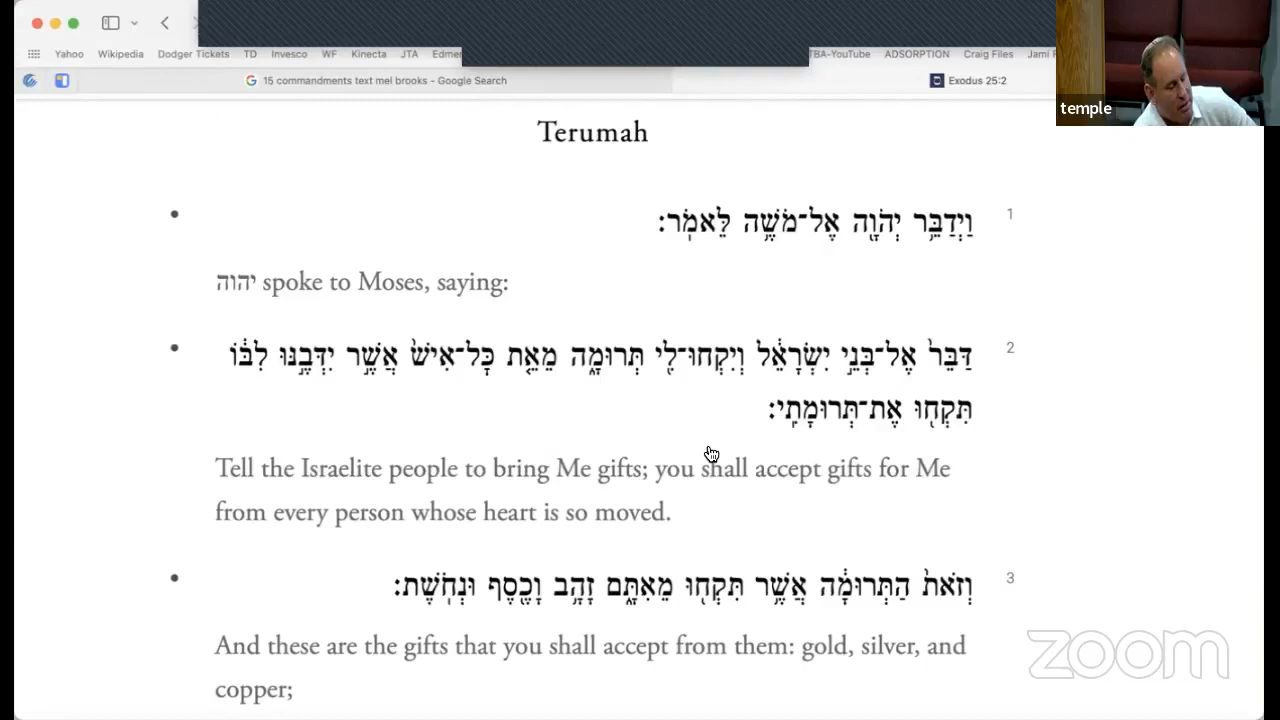 Yahoo Wikipedia Dodger Tickets TD Invesco WF Kinecta JTA Edmer TBA-YouTube ADSORPTION Craig Files Jami
15 commandments text mel brooks - Google Search Exodus 25:2
temple
Terumah
1 וַיְדַבֵּ֥ר יְהֹוָ֖ה אֶל־מֹשֶׁ֥ה לֵּאמֹֽר׃
יהוה spoke to Moses, saying:
2 דַּבֵּר֙ אֶל־בְּנֵ֣י יִשְׂרָאֵ֔ל וְיִקְחוּ־לִ֖י תְּרוּמָ֑ה מֵאֵ֤ת כׇּל־אִישׁ֙ אֲשֶׁ֣ר יִדְּבֶ֣נּוּ לִבּ֔וֹ
תִּקְח֖וּ אֶת־תְּרוּמָתִֽי׃
Tell the Israelite people to bring Me gifts; you shall accept gifts for Me
from every person whose heart is so moved.
3 וְזֹאת֙ הַתְּרוּמָ֔ה אֲשֶׁ֥ר תִּקְח֖וּ מֵאִתָּ֑ם זָהָ֥ב וָכֶ֖סֶף וּנְחֹֽשֶׁת׃
And these are the gifts that you shall accept from them: gold, silver, and
copper;
zoom